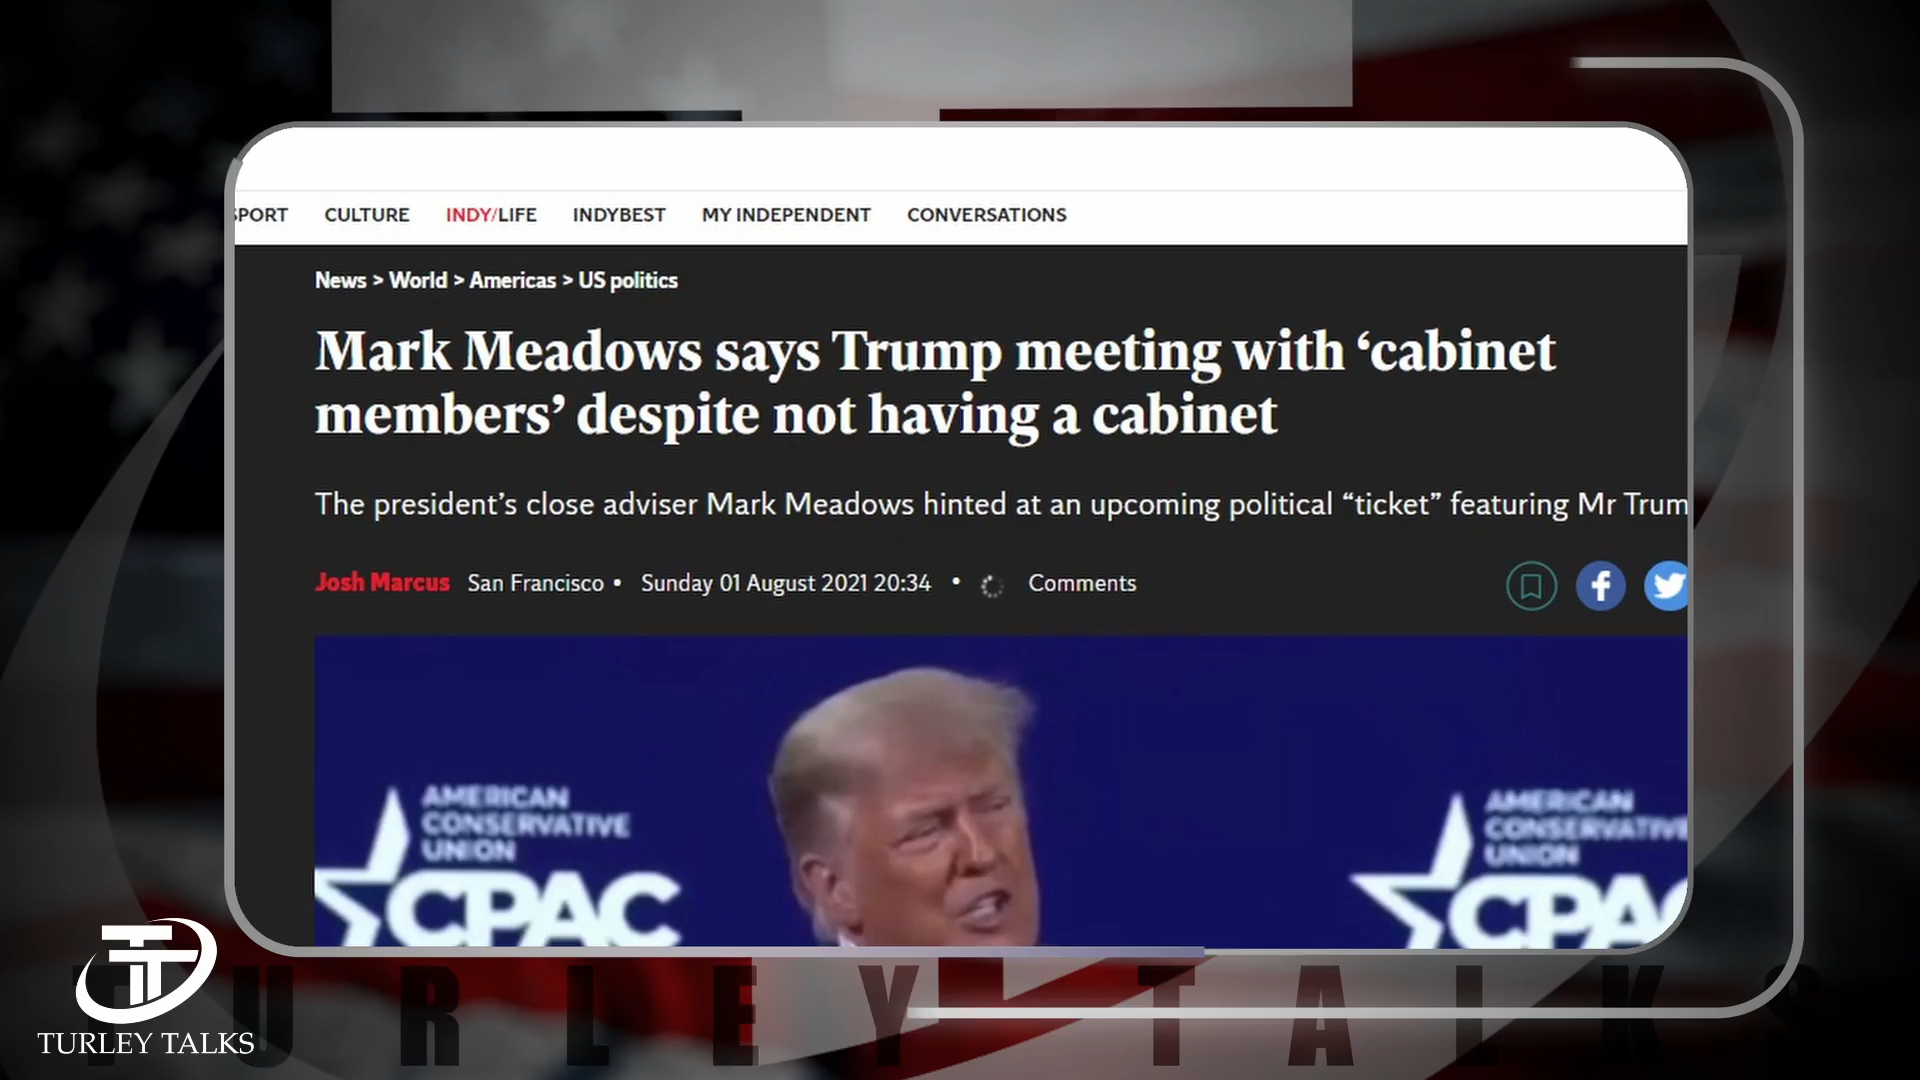 SPORT CULTURE INDY/LIFE INDYBEST MY INDEPENDENT CONVERSATIONS
News > World > Americas > US politics
Mark Meadows says Trump meeting with ‘cabinet
members’ despite not having a cabinet
The president’s close adviser Mark Meadows hinted at an upcoming political “ticket” featuring Mr Trum
Josh Marcus San Francisco • Sunday 01 August 2021 20:34 • Comments
AMERICAN
CONSERVATIVE
UNION
CPAC
AMERICAN
CONSERVATIVE
UNION
CPAC
TT
TURLEY TALKS
TURLEY TALKS